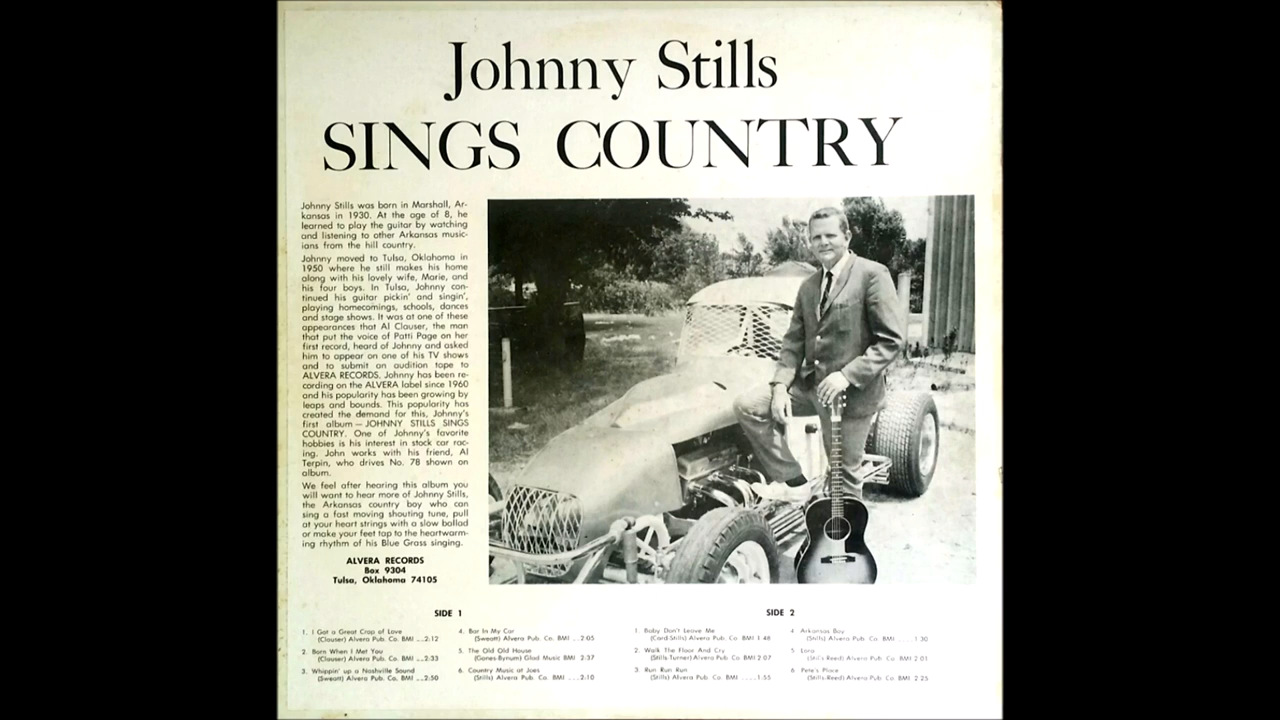 Johnny Stills
SINGS COUNTRY
Johnny Stills was born in Marshall, Ar-
kansas in 1930. At the age of 8, he
learned to play the guitar by watching
and listening to other Arkansas music-
ians from the hill country.
Johnny moved to Tulsa, Oklahoma in
1950 where he still makes his home
along with his lovely wife, Marie, and
his four boys. In Tulsa, Johnny con-
tinued his guitar pickin' and singin',
playing homecomings, schools, dances
and stage shows. It was at one of these
appearances that Al Clauser, the man
that put the voice of Patti Page on her
first record, heard of Johnny and asked
him to appear on one of his TV shows
and to submit an audition tape to
ALVERA RECORDS. Johnny has been re-
cording on the ALVERA label since 1960
and his popularity has been growing by
leaps and bounds. This popularity has
created the demand for this, Johnny's
first album — JOHNNY STILLS SINGS
COUNTRY. One of Johnny's favorite
hobbies is his interest in stock car rac-
ing. John works with his friend, Al
Terpin, who drives No. 78 shown on
album.
We feel after hearing this album you
will want to hear more of Johnny Stills,
the Arkansas country boy who can
sing a fast moving shouting tune, pull
at your heart strings with a slow ballad
or make your feet tap to the heartwarm-
ing rhythm of his Blue Grass singing.
ALVERA RECORDS
Box 9304
Tulsa, Oklahoma 74105
SIDE 1
1. I Got a Great Crop of Love
(Clauser) Alvera Pub. Co. BMI ...2:12
2. Born When I Met You
(Clauser) Alvera Pub. Co. BMI ...2:33
3. Whippin' up a Nashville Sound
(Sweatt) Alvera Pub. Co. BMI ...2:50
4. Bar In My Car
(Sweatt) Alvera Pub. Co. BMI ...2:05
5. The Old Old House
(Jones-Bynum) Glad Music BMI 2:37
6. Country Music at Joes
(Stills) Alvera Pub. Co. BMI ....2:10
SIDE 2
1. Baby Don't Leave Me
(Card-Stills) Alvera Pub. Co. BMI 1:48
2. Walk The Floor And Cry
(Stills-Turner) Alvera Pub. Co. BMI 2:07
3. Run Run Run
(Stills) Alvera Pub. Co. BMI .....1:55
4. Arkansas Boy
(Stills) Alvera Pub. Co. BMI .... 1:30
5. Lora
(Stills-Reed) Alvera Pub. Co. BMI 2:01
6. Pete's Place
(Stills-Reed) Alvera Pub. Co. BMI 2:25